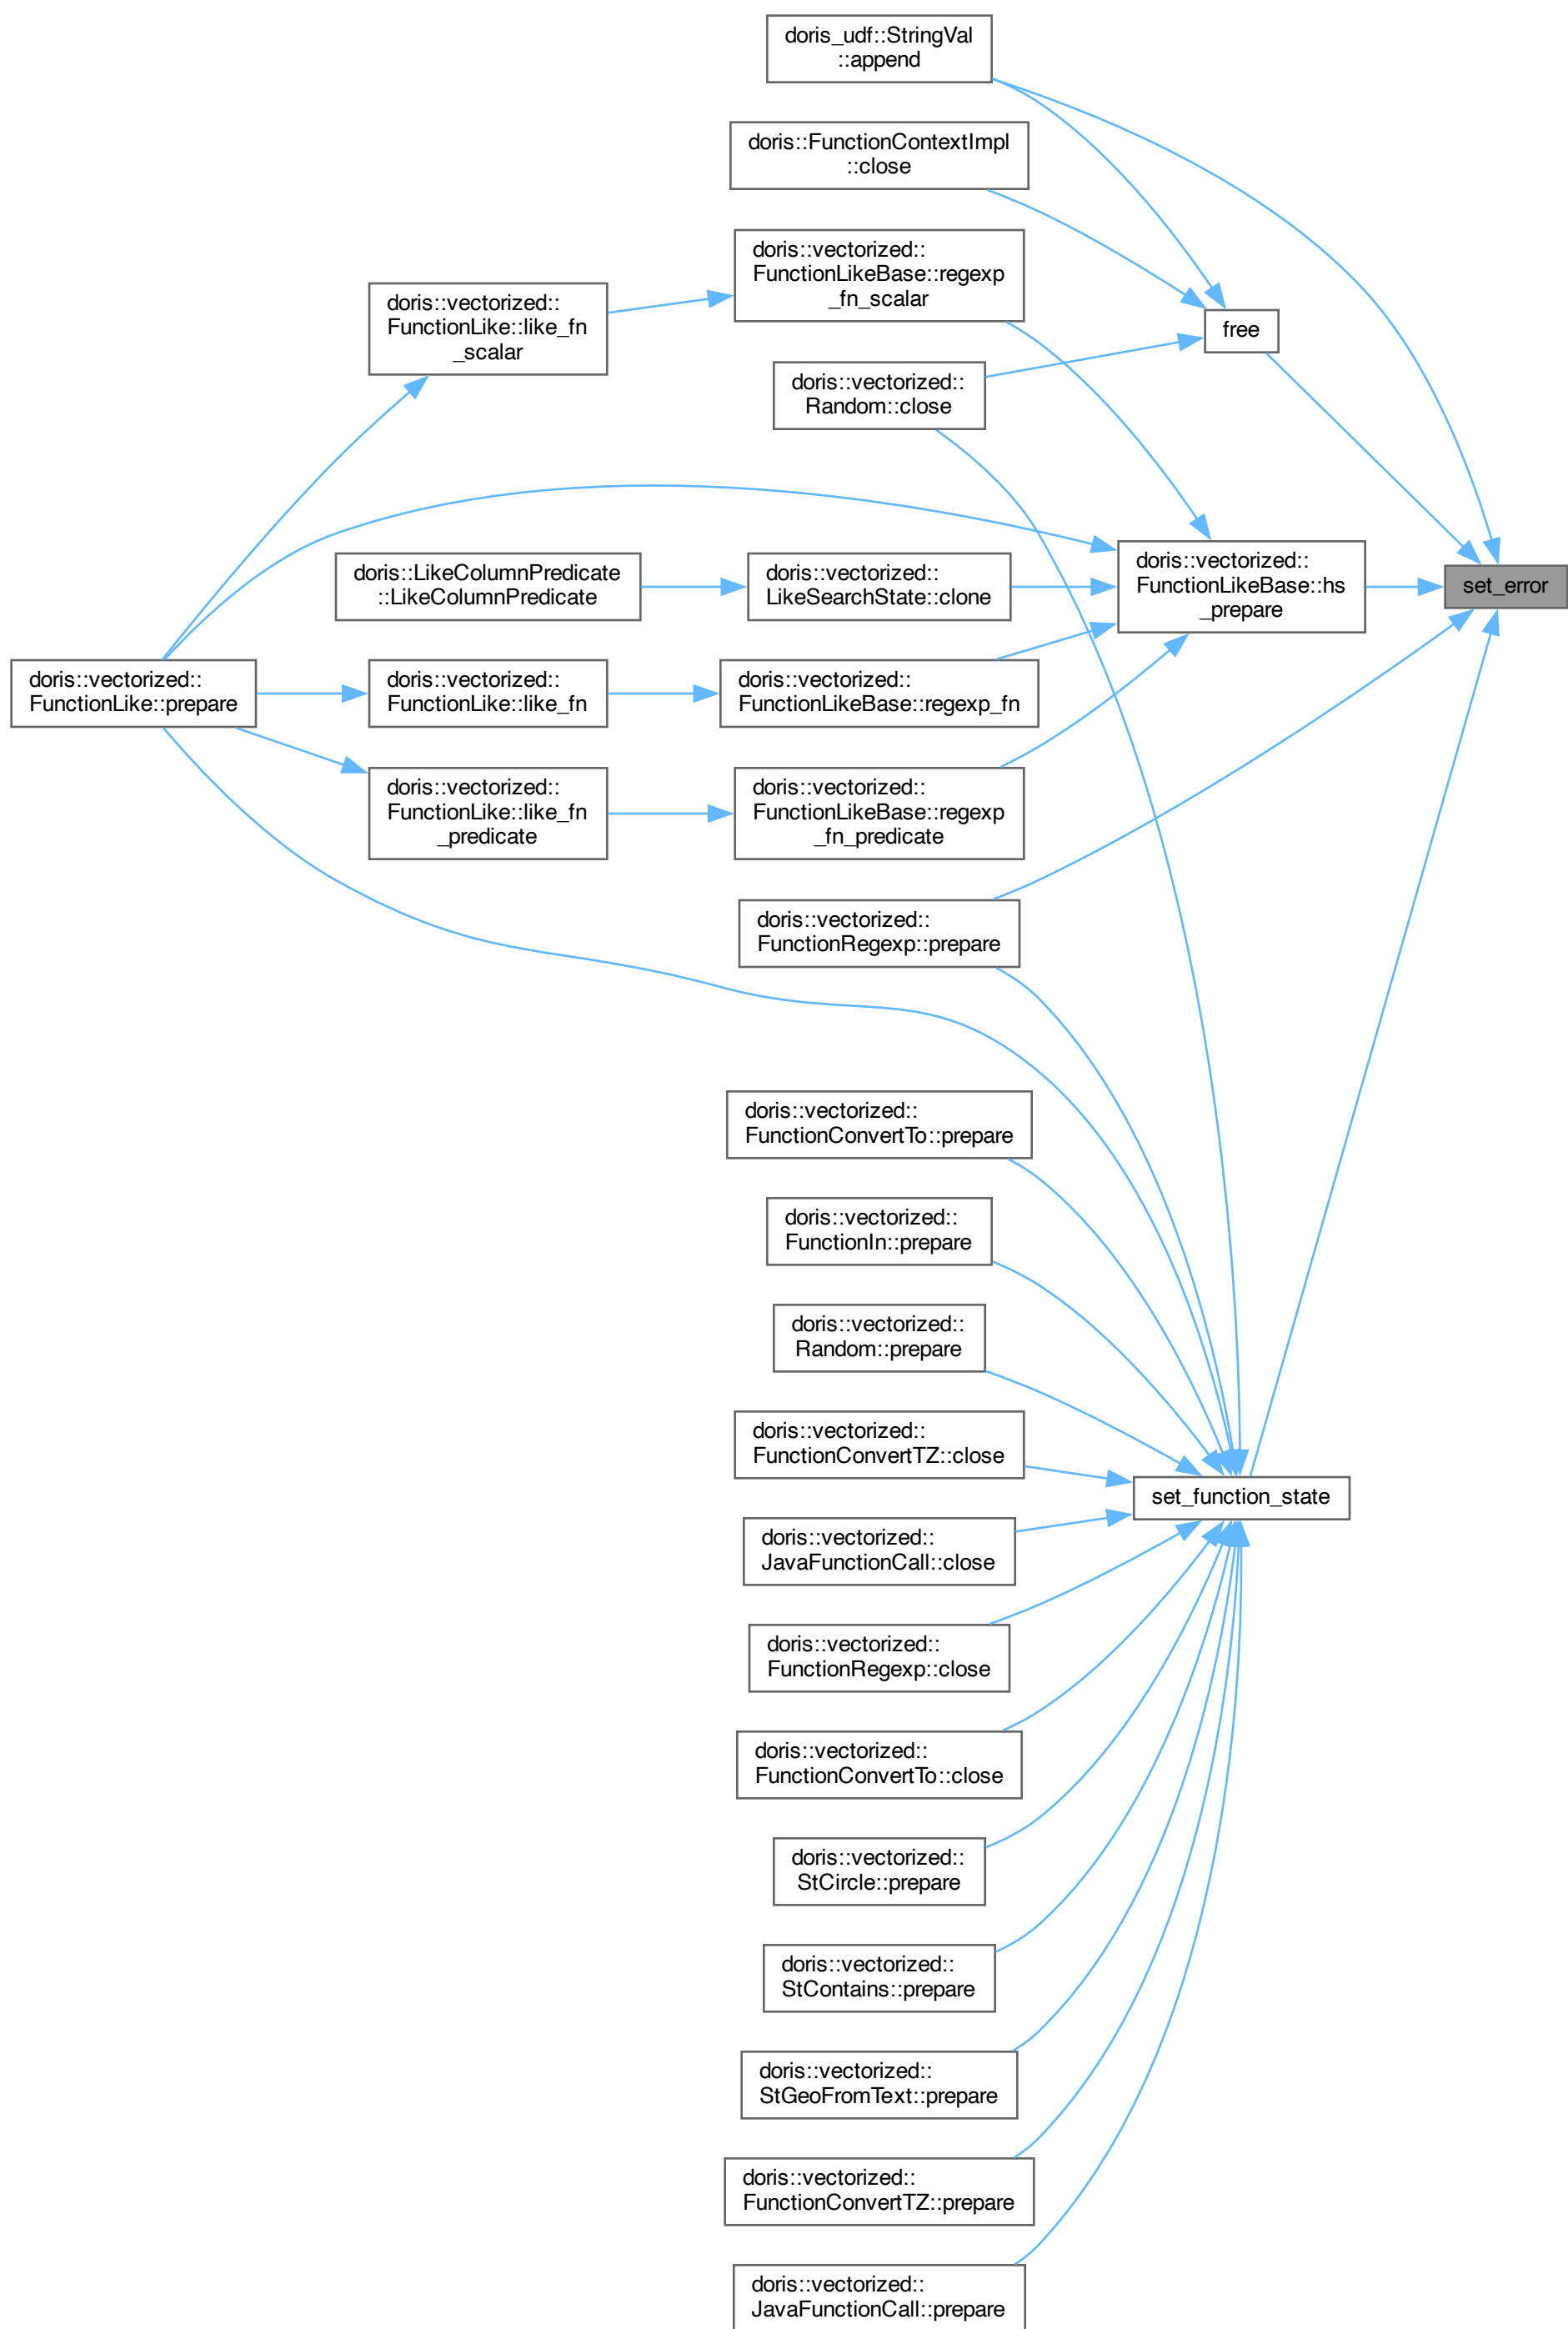 doris_udf::StringVal
::append
doris::FunctionContextImpl
::close
doris::vectorized::
FunctionLikeBase::regexp
_fn_scalar
doris::vectorized::
FunctionLike::like_fn
_scalar
free
doris::vectorized::
Random::close
doris::LikeColumnPredicate
::LikeColumnPredicate
doris::vectorized::
LikeSearchState::clone
doris::vectorized::
FunctionLikeBase::hs
_prepare
set_error
doris::vectorized::
FunctionLike::prepare
doris::vectorized::
FunctionLike::like_fn
doris::vectorized::
FunctionLikeBase::regexp_fn
doris::vectorized::
FunctionLike::like_fn
_predicate
doris::vectorized::
FunctionLikeBase::regexp
_fn_predicate
doris::vectorized::
FunctionRegexp::prepare
doris::vectorized::
FunctionConvertTo::prepare
doris::vectorized::
FunctionIn::prepare
doris::vectorized::
Random::prepare
doris::vectorized::
FunctionConvertTZ::close
set_function_state
doris::vectorized::
JavaFunctionCall::close
doris::vectorized::
FunctionRegexp::close
doris::vectorized::
FunctionConvertTo::close
doris::vectorized::
StCircle::prepare
doris::vectorized::
StContains::prepare
doris::vectorized::
StGeoFromText::prepare
doris::vectorized::
FunctionConvertTZ::prepare
doris::vectorized::
JavaFunctionCall::prepare